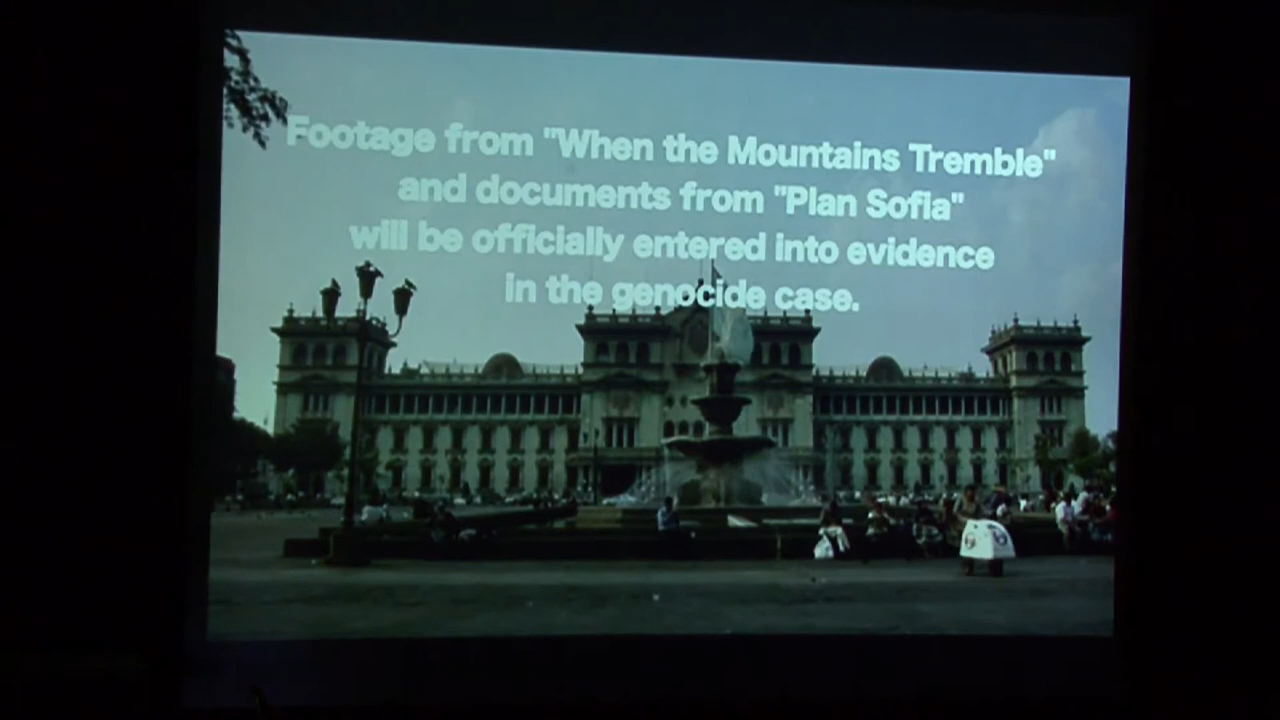 Footage from "When the Mountains Tremble"
and documents from "Plan Sofia"
will be officially entered into evidence
in the genocide case.